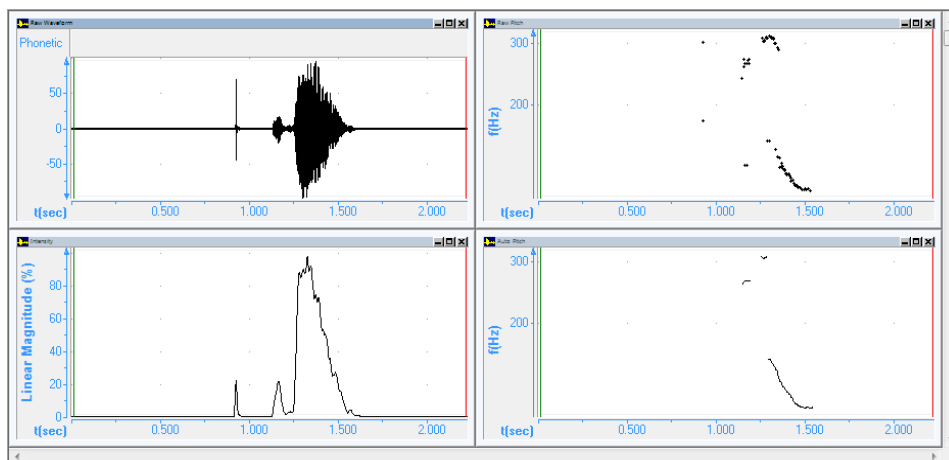 Raw Waveform
Phonetic
50
0
-50
t(sec)
0.500
1.000
1.500
2.000
Raw Pitch
300
200
f(Hz)
t(sec)
0.500
1.000
1.500
2.000
Intensity
Linear Magnitude (%)
80
60
40
20
0
t(sec)
0.500
1.000
1.500
2.000
Auto Pitch
300
200
f(Hz)
t(sec)
0.500
1.000
1.500
2.000